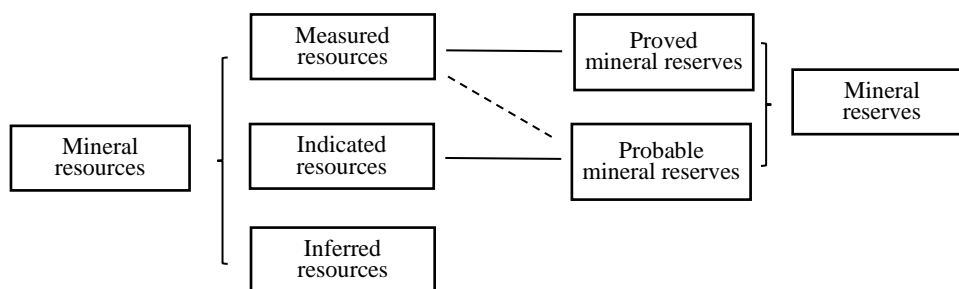 Measured
resources
Proved
mineral reserves
Mineral
reserves
Mineral
resources
Indicated
resources
Probable
mineral reserves
Inferred
resources